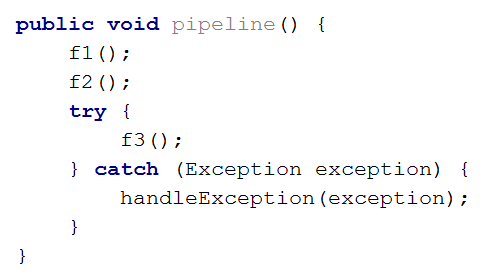 public void pipeline() {
    f1();
    f2();
    try {
        f3();
    } catch (Exception exception) {
        handleException(exception);
    }
}